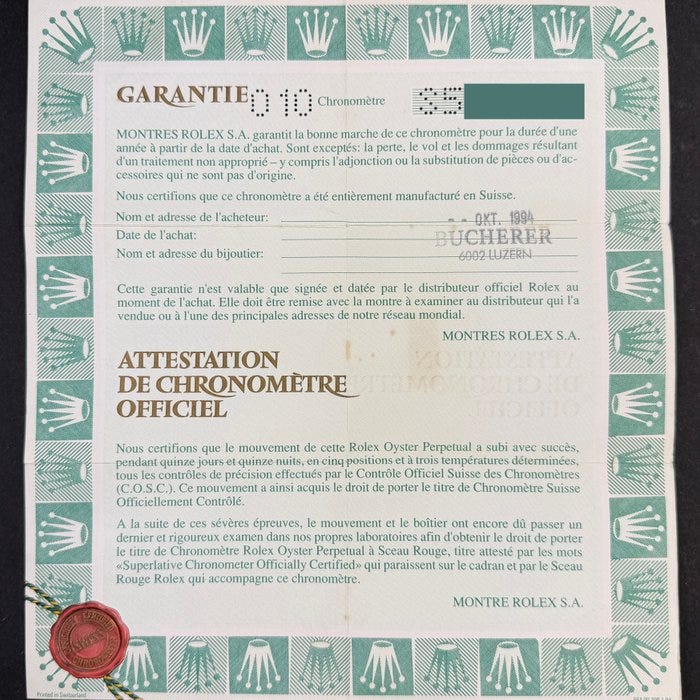 GARANTIE 010 Chronomètre S5
MONTRES ROLEX S.A. garantit la bonne marche de ce chronomètre pour la durée d'une
année à partir de la date d'achat. Sont exceptés: la perte, le vol et les dommages résultant
d'un traitement non approprié – y compris l'adjonction ou la substitution de pièces ou d'ac-
cessoires qui ne sont pas d'origine.
Nous certifions que ce chronomètre a été entièrement manufacturé en Suisse.
Nom et adresse de l'acheteur:
-- OKT. 1994
Date de l'achat:
BUCHERER
Nom et adresse du bijoutier:
6002 LUZERN
Cette garantie n'est valable que signée et datée par le distributeur officiel Rolex au
moment de l'achat. Elle doit être remise avec la montre à examiner au distributeur qui l'a
vendue ou à l'une des principales adresses de notre réseau mondial.
MONTRES ROLEX S.A.
ATTESTATION
DE CHRONOMÈTRE
OFFICIEL
Nous certifions que le mouvement de cette Rolex Oyster Perpetual a subi avec succès,
pendant quinze jours et quinze nuits, en cinq positions et à trois températures déterminées,
tous les contrôles de précision effectués par le Contrôle Officiel Suisse des Chronomètres
(C.O.S.C.). Ce mouvement a ainsi acquis le droit de porter le titre de Chronomètre Suisse
Officiellement Contrôlé.
A la suite de ces sévères épreuves, le mouvement et le boîtier ont encore dû passer un
dernier et rigoureux examen dans nos propres laboratoires afin d'obtenir le droit de porter
le titre de Chronomètre Rolex Oyster Perpetual à Sceau Rouge, titre attesté par les mots
«Superlative Chronometer Officially Certified» qui paraissent sur le cadran et par le Sceau
Rouge Rolex qui accompagne ce chronomètre.
MONTRE ROLEX S.A.
Printed in Switzerland